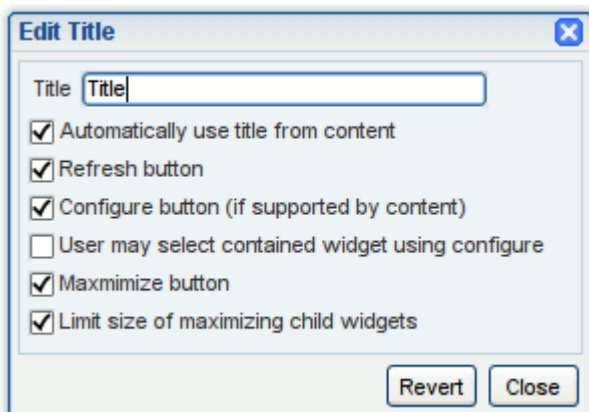 Edit Title
Title Title
Automatically use title from content
Refresh button
Configure button (if supported by content)
User may select contained widget using configure
Maxmimize button
Limit size of maximizing child widgets
Revert Close